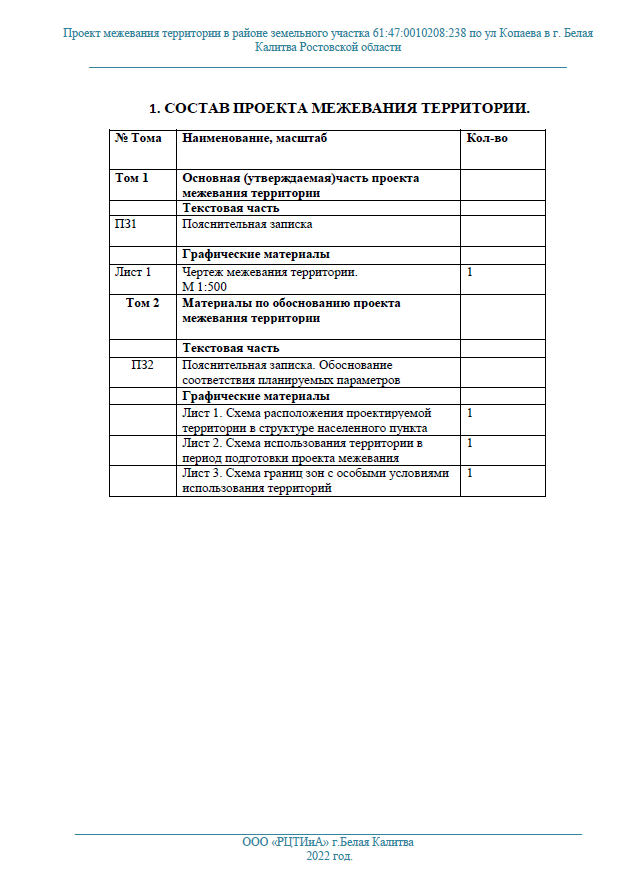 Проект межевания территории в районе земельного участка 61:47:0010208:238 по ул Копаева в г. Белая
Калитва Ростовской области
1. СОСТАВ ПРОЕКТА МЕЖЕВАНИЯ ТЕРРИТОРИИ.
№ Тома Наименование, масштаб Кол-во
Том 1 Основная (утверждаемая)часть проекта
межевания территории
Текстовая часть
ПЗ1 Пояснительная записка
Графические материалы
Лист 1 Чертеж межевания территории. 1
М 1:500
Том 2 Материалы по обоснованию проекта
межевания территории
Текстовая часть
ПЗ2 Пояснительная записка. Обоснование
соответствия планируемых параметров
Графические материалы
Лист 1. Схема расположения проектируемой 1
территории в структуре населенного пункта
Лист 2. Схема использования территории в 1
период подготовки проекта межевания
Лист 3. Схема границ зон с особыми условиями 1
использования территорий
ООО «РЦТИиА» г.Белая Калитва
2022 год.